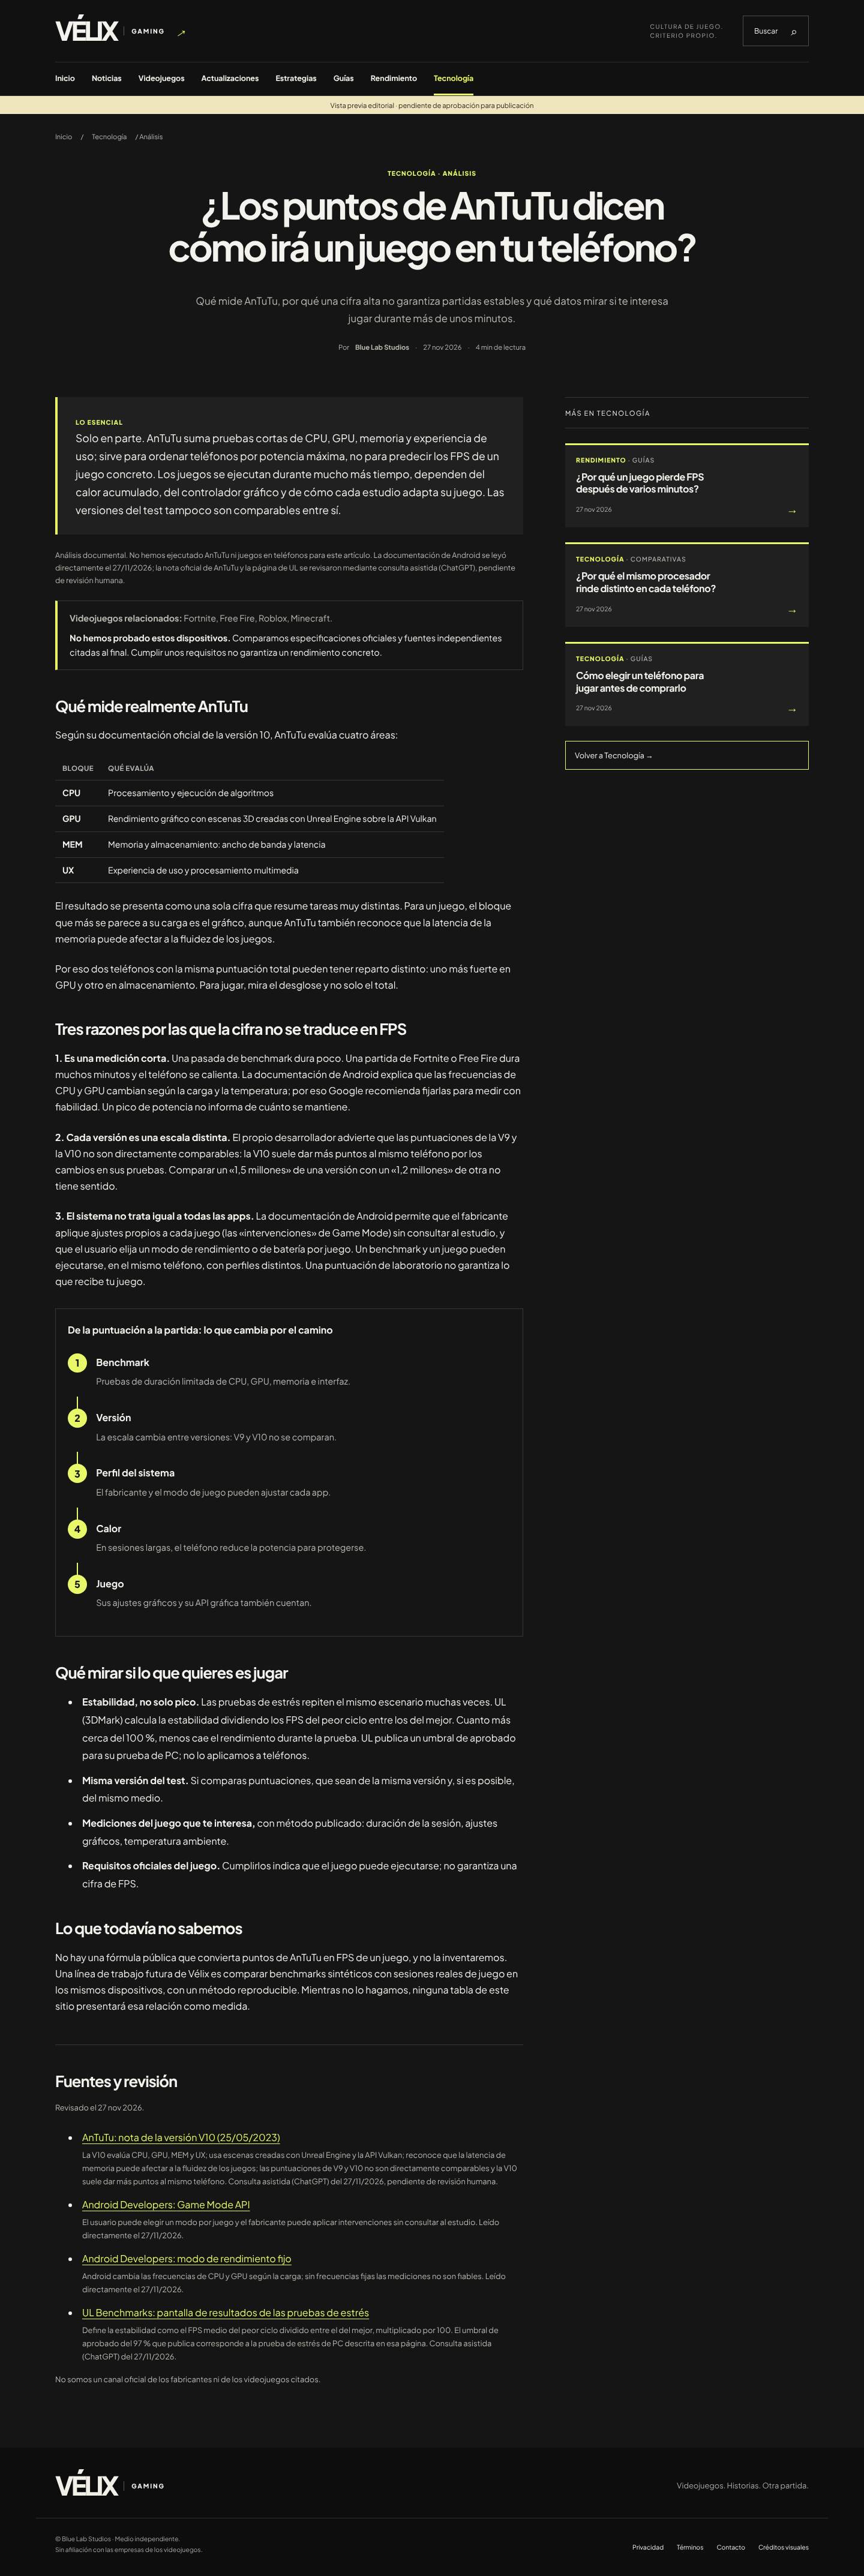 VÉLIX GAMING ↗
CULTURA DE JUEGO.
CRITERIO PROPIO.
Buscar ⌕
Inicio Noticias Videojuegos Actualizaciones Estrategias Guías Rendimiento Tecnología
Vista previa editorial · pendiente de aprobación para publicación
Inicio / Tecnología / Análisis
TECNOLOGÍA · ANÁLISIS
¿Los puntos de AnTuTu dicen
cómo irá un juego en tu teléfono?
Qué mide AnTuTu, por qué una cifra alta no garantiza partidas estables y qué datos mirar si te interesa
jugar durante más de unos minutos.
Por Blue Lab Studios · 27 nov 2026 · 4 min de lectura
LO ESENCIAL
Solo en parte. AnTuTu suma pruebas cortas de CPU, GPU, memoria y experiencia de
uso; sirve para ordenar teléfonos por potencia máxima, no para predecir los FPS de un
juego concreto. Los juegos se ejecutan durante mucho más tiempo, dependen del
calor acumulado, del controlador gráfico y de cómo cada estudio adapta su juego. Las
versiones del test tampoco son comparables entre sí.
Análisis documental. No hemos ejecutado AnTuTu ni juegos en teléfonos para este artículo. La documentación de Android se leyó
directamente el 27/11/2026; la nota oficial de AnTuTu y la página de UL se revisaron mediante consulta asistida (ChatGPT), pendiente
de revisión humana.
Videojuegos relacionados: Fortnite, Free Fire, Roblox, Minecraft.
No hemos probado estos dispositivos. Comparamos especificaciones oficiales y fuentes independientes
citadas al final. Cumplir unos requisitos no garantiza un rendimiento concreto.
Qué mide realmente AnTuTu
Según su documentación oficial de la versión 10, AnTuTu evalúa cuatro áreas:
BLOQUE QUÉ EVALÚA
CPU Procesamiento y ejecución de algoritmos
GPU Rendimiento gráfico con escenas 3D creadas con Unreal Engine sobre la API Vulkan
MEM Memoria y almacenamiento: ancho de banda y latencia
UX Experiencia de uso y procesamiento multimedia
El resultado se presenta como una sola cifra que resume tareas muy distintas. Para un juego, el bloque
que más se parece a su carga es el gráfico, aunque AnTuTu también reconoce que la latencia de la
memoria puede afectar a la fluidez de los juegos.
Por eso dos teléfonos con la misma puntuación total pueden tener reparto distinto: uno más fuerte en
GPU y otro en almacenamiento. Para jugar, mira el desglose y no solo el total.
Tres razones por las que la cifra no se traduce en FPS
1. Es una medición corta. Una pasada de benchmark dura poco. Una partida de Fortnite o Free Fire dura
muchos minutos y el teléfono se calienta. La documentación de Android explica que las frecuencias de
CPU y GPU cambian según la carga y la temperatura; por eso Google recomienda fijarlas para medir con
fiabilidad. Un pico de potencia no informa de cuánto se mantiene.
2. Cada versión es una escala distinta. El propio desarrollador advierte que las puntuaciones de la V9 y
la V10 no son directamente comparables: la V10 suele dar más puntos al mismo teléfono por los
cambios en sus pruebas. Comparar un «1,5 millones» de una versión con un «1,2 millones» de otra no
tiene sentido.
3. El sistema no trata igual a todas las apps. La documentación de Android permite que el fabricante
aplique ajustes propios a cada juego (las «intervenciones» de Game Mode) sin consultar al estudio, y
que el usuario elija un modo de rendimiento o de batería por juego. Un benchmark y un juego pueden
ejecutarse, en el mismo teléfono, con perfiles distintos. Una puntuación de laboratorio no garantiza lo
que recibe tu juego.
De la puntuación a la partida: lo que cambia por el camino
1 Benchmark
Pruebas de duración limitada de CPU, GPU, memoria e interfaz.
2 Versión
La escala cambia entre versiones: V9 y V10 no se comparan.
3 Perfil del sistema
El fabricante y el modo de juego pueden ajustar cada app.
4 Calor
En sesiones largas, el teléfono reduce la potencia para protegerse.
5 Juego
Sus ajustes gráficos y su API gráfica también cuentan.
Qué mirar si lo que quieres es jugar
• Estabilidad, no solo pico. Las pruebas de estrés repiten el mismo escenario muchas veces. UL
(3DMark) calcula la estabilidad dividiendo los FPS del peor ciclo entre los del mejor. Cuanto más
cerca del 100 %, menos cae el rendimiento durante la prueba. UL publica un umbral de aprobado
para su prueba de PC; no lo aplicamos a teléfonos.
• Misma versión del test. Si comparas puntuaciones, que sean de la misma versión y, si es posible,
del mismo medio.
• Mediciones del juego que te interesa, con método publicado: duración de la sesión, ajustes
gráficos, temperatura ambiente.
• Requisitos oficiales del juego. Cumplirlos indica que el juego puede ejecutarse; no garantiza una
cifra de FPS.
Lo que todavía no sabemos
No hay una fórmula pública que convierta puntos de AnTuTu en FPS de un juego, y no la inventaremos.
Una línea de trabajo futura de Vélix es comparar benchmarks sintéticos con sesiones reales de juego en
los mismos dispositivos, con un método reproducible. Mientras no lo hagamos, ninguna tabla de este
sitio presentará esa relación como medida.
Fuentes y revisión
Revisado el 27 nov 2026.
• AnTuTu: nota de la versión V10 (25/05/2023)
La V10 evalúa CPU, GPU, MEM y UX; usa escenas creadas con Unreal Engine y la API Vulkan; reconoce que la latencia de
memoria puede afectar a la fluidez de los juegos; las puntuaciones de V9 y V10 no son directamente comparables y la V10
suele dar más puntos al mismo teléfono. Consulta asistida (ChatGPT) del 27/11/2026, pendiente de revisión humana.
• Android Developers: Game Mode API
El usuario puede elegir un modo por juego y el fabricante puede aplicar intervenciones sin consultar al estudio. Leído
directamente el 27/11/2026.
• Android Developers: modo de rendimiento fijo
Android cambia las frecuencias de CPU y GPU según la carga; sin frecuencias fijas las mediciones no son fiables. Leído
directamente el 27/11/2026.
• UL Benchmarks: pantalla de resultados de las pruebas de estrés
Define la estabilidad como el FPS medio del peor ciclo dividido entre el del mejor, multiplicado por 100. El umbral de
aprobado del 97 % que publica corresponde a la prueba de estrés de PC descrita en esa página. Consulta asistida
(ChatGPT) del 27/11/2026.
No somos un canal oficial de los fabricantes ni de los videojuegos citados.
MÁS EN TECNOLOGÍA
RENDIMIENTO · GUÍAS
¿Por qué un juego pierde FPS
después de varios minutos?
27 nov 2026 →
TECNOLOGÍA · COMPARATIVAS
¿Por qué el mismo procesador
rinde distinto en cada teléfono?
27 nov 2026 →
TECNOLOGÍA · GUÍAS
Cómo elegir un teléfono para
jugar antes de comprarlo
27 nov 2026 →
Volver a Tecnología →
VÉLIX GAMING
Videojuegos. Historias. Otra partida.
© Blue Lab Studios · Medio independiente.
Sin afiliación con las empresas de los videojuegos.
Privacidad Términos Contacto Créditos visuales